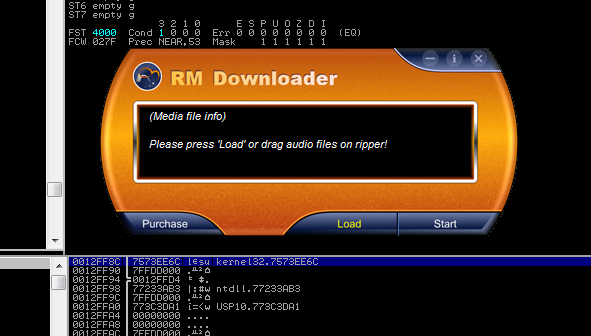 ST6 empty g
ST7 empty g
3 2 1 0 E S P U O Z D I
FST 4000 Cond 1 0 0 0 Err 0 0 0 0 0 0 0 0 (EQ)
FCW 027F Prec NEAR,53 Mask 1 1 1 1 1 1
RM Downloader
(Media file info)
Please press 'Load' or drag audio files on ripper!
Purchase Load Start
0012FF8C 7573EE6C kernel32.7573EE6C
0012FF90 7FFDD000
0012FF94 0012FFD4
0012FF98 77233AB3 ntdll.77233AB3
0012FF9C 7FFDD000
0012FFA0 773C3DA1 USP10.773C3DA1
0012FFA4 00000000 ....
0012FFA8 00000000 ....
0012FFAC 7FFDD000